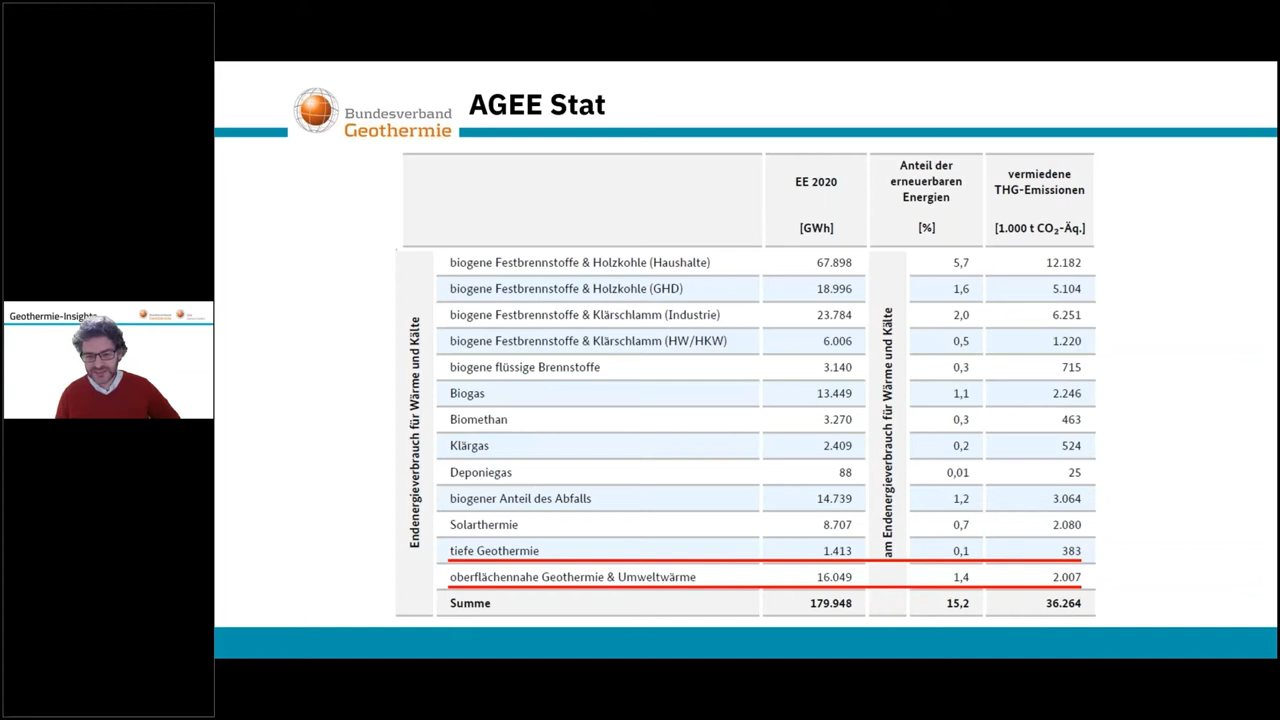 Bundesverband
Geothermie
AGEE Stat
EE 2020
[GWh]
Anteil der
erneuerbaren
Energien
[%]
vermiedene
THG-Emissionen
[1.000 t CO₂-Äq.]
Endenergieverbrauch für Wärme und Kälte
am Endenergieverbrauch für Wärme und Kälte
biogene Festbrennstoffe & Holzkohle (Haushalte) 67.898 5,7 12.182
biogene Festbrennstoffe & Holzkohle (GHD) 18.996 1,6 5.104
biogene Festbrennstoffe & Klärschlamm (Industrie) 23.784 2,0 6.251
biogene Festbrennstoffe & Klärschlamm (HW/HKW) 6.006 0,5 1.220
biogene flüssige Brennstoffe 3.140 0,3 715
Biogas 13.449 1,1 2.246
Biomethan 3.270 0,3 463
Klärgas 2.409 0,2 524
Deponiegas 88 0,01 25
biogener Anteil des Abfalls 14.739 1,2 3.064
Solarthermie 8.707 0,7 2.080
tiefe Geothermie 1.413 0,1 383
oberflächennahe Geothermie & Umweltwärme 16.049 1,4 2.007
Summe 179.948 15,2 36.264
Geothermie-Insights